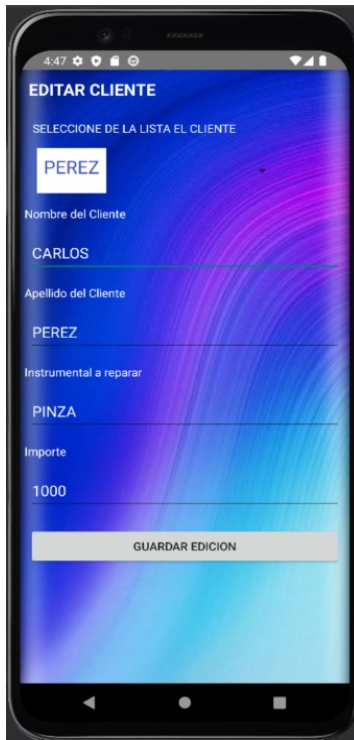 4:47
EDITAR CLIENTE
SELECCIONE DE LA LISTA EL CLIENTE
PEREZ
Nombre del Cliente
CARLOS
Apellido del Cliente
PEREZ
Instrumental a reparar
PINZA
Importe
1000
GUARDAR EDICION